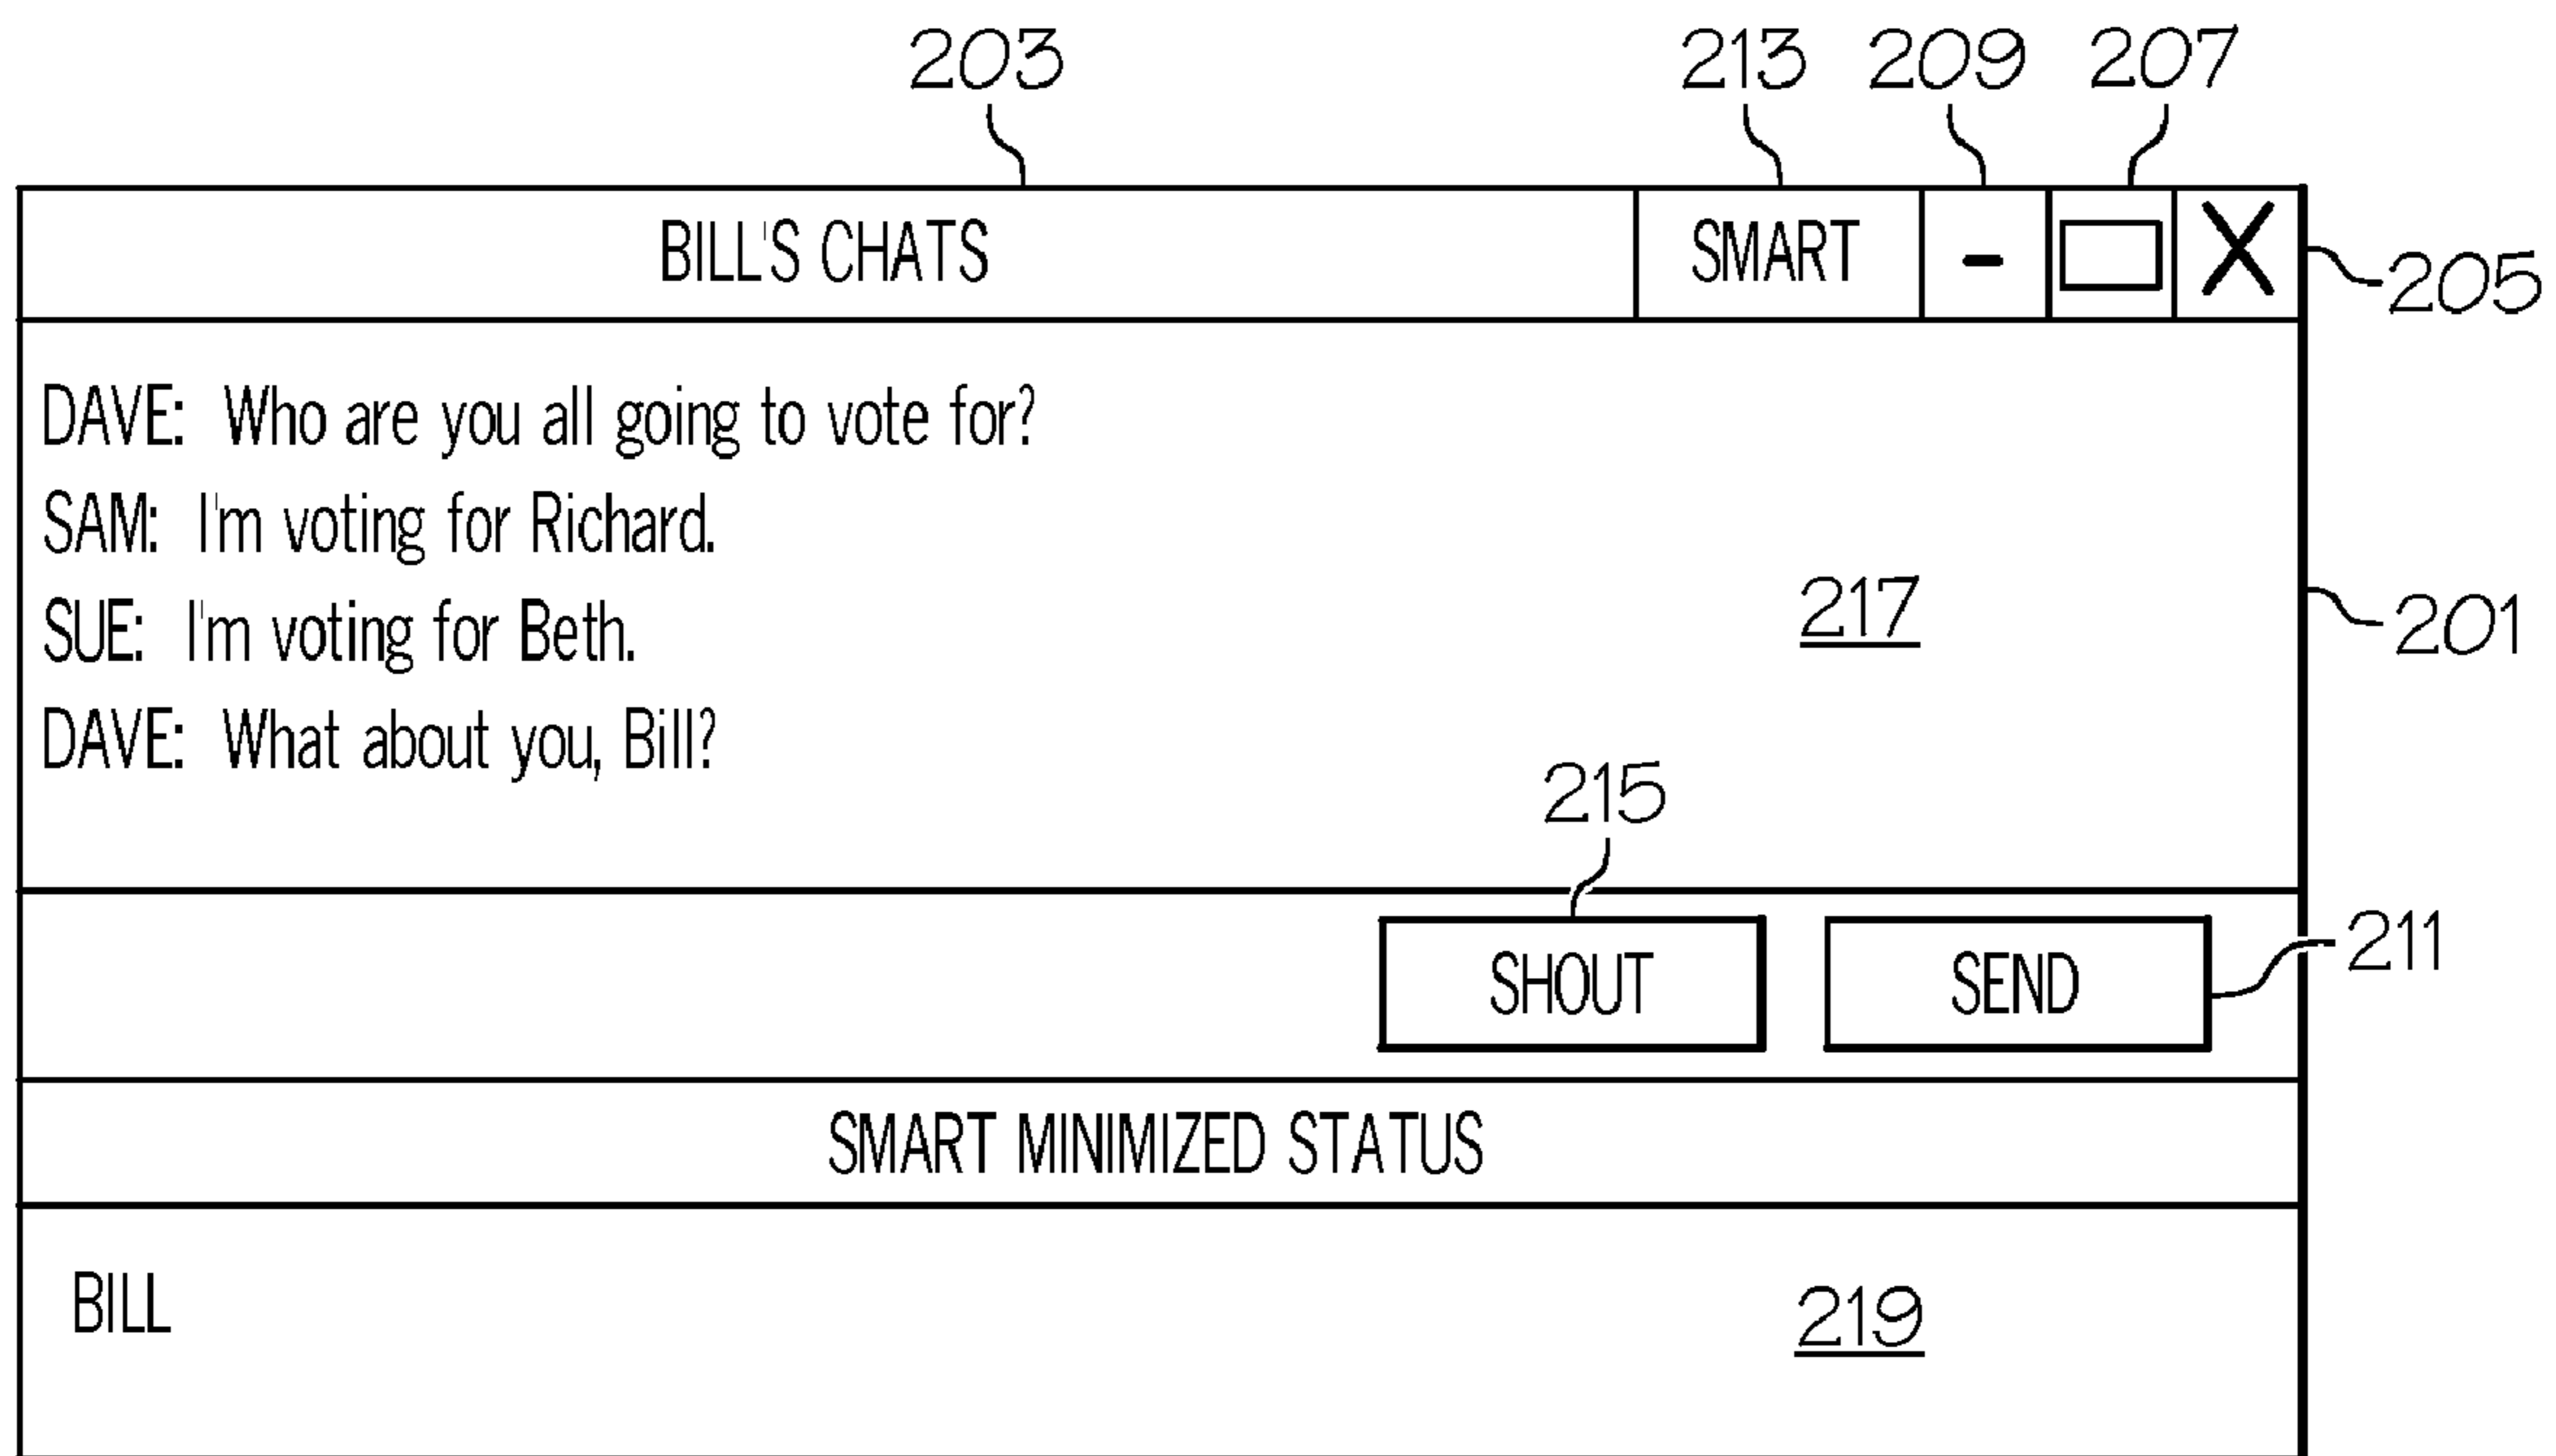 203 213 209 207
BILL'S CHATS SMART - X
205
DAVE: Who are you all going to vote for?
SAM: I'm voting for Richard.
217
201
SUE: I'm voting for Beth.
DAVE: What about you, Bill?
215
211
SHOUT SEND
SMART MINIMIZED STATUS
BILL
219